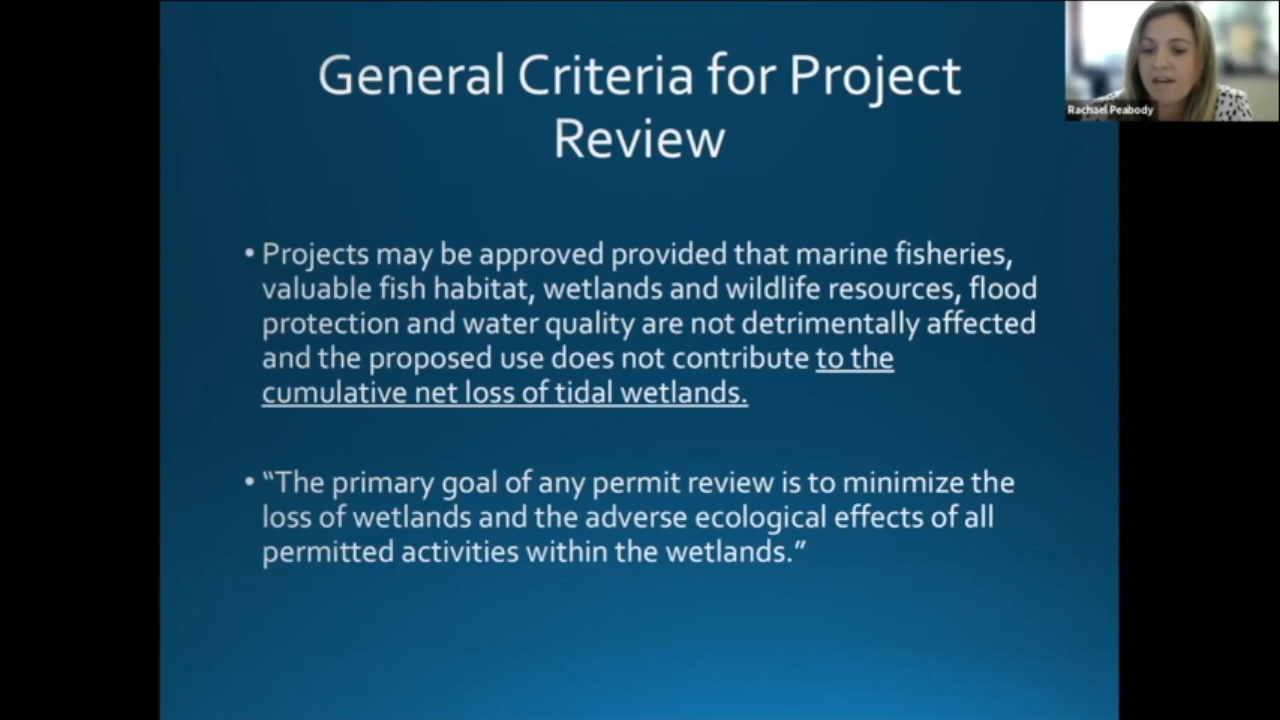 General Criteria for Project
Review
• Projects may be approved provided that marine fisheries,
valuable fish habitat, wetlands and wildlife resources, flood
protection and water quality are not detrimentally affected
and the proposed use does not contribute to the
cumulative net loss of tidal wetlands.
• “The primary goal of any permit review is to minimize the
loss of wetlands and the adverse ecological effects of all
permitted activities within the wetlands.”
Rachael Peabody